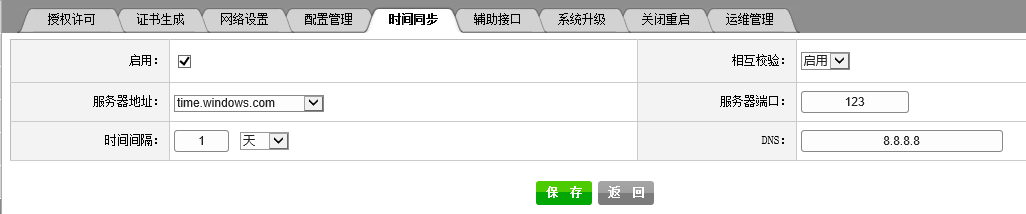 授权许可 证书生成 网络设置 配置管理 时间同步 辅助接口 系统升级 关闭重启 运维管理
启用： 相互校验： 启用
服务器地址： time.windows.com 服务器端口： 123
时间间隔： 1 天 DNS： 8.8.8.8
保 存 返 回